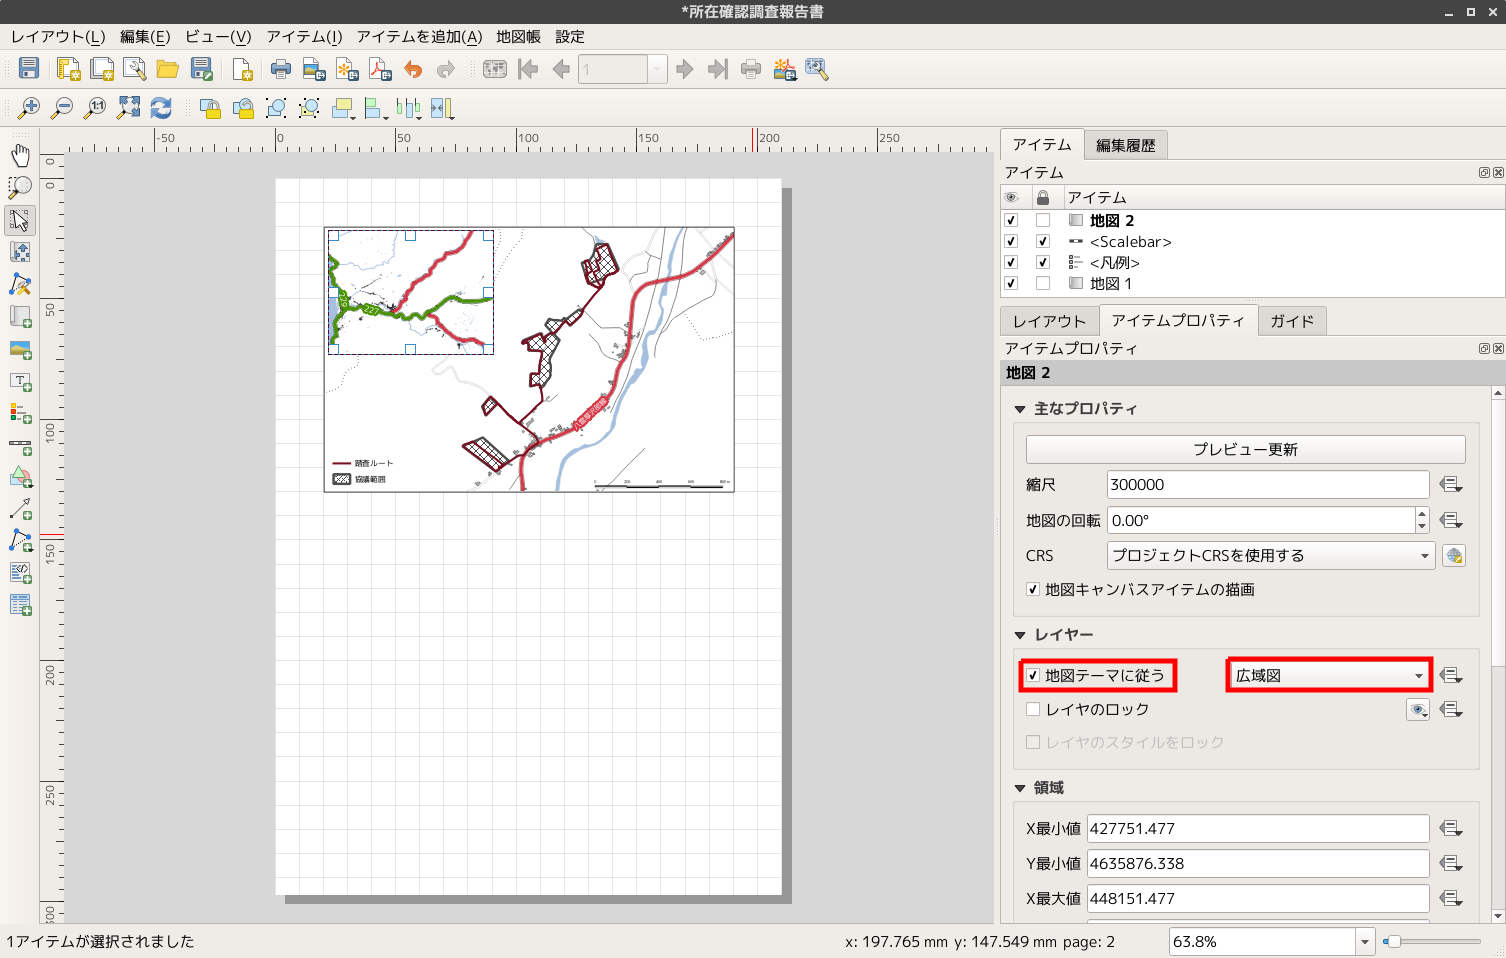 *所在確認調査報告書
レイアウト(L) 編集(E) ビュー(V) アイテム(I) アイテムを追加(A) 地図帳 設定
1
1:1
-50 0 50 100 150 200 250
0
0
50
100
150
200
250
300
227
調査ルート
協議範囲
0 200 400 600 800 m
アイテム 編集履歴
アイテム
アイテム
地図 2
<Scalebar>
<凡例>
地図 1
レイアウト アイテムプロパティ ガイド
アイテムプロパティ
地図 2
主なプロパティ
プレビュー更新
縮尺 300000
地図の回転 0.00°
CRS プロジェクトCRSを使用する
地図キャンバスアイテムの描画
レイヤー
地図テーマに従う 広域図
レイヤのロック
レイヤのスタイルをロック
領域
X最小値 427751.477
Y最小値 4635876.338
X最大値 448151.477
1アイテムが選択されました x: 197.765 mm y: 147.549 mm page: 2 63.8%